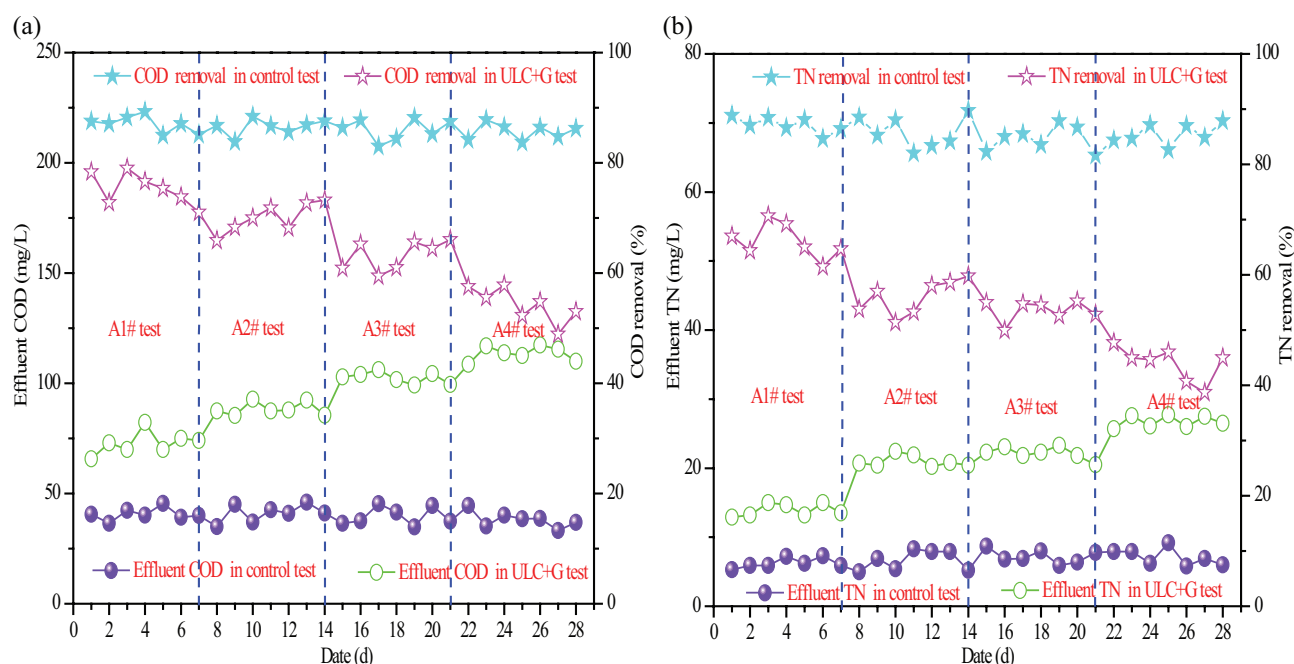 (a)
250
200
150
100
50
0
Effluent COD (mg/L)
COD removal in control test
COD removal in ULC+G test
A1# test
A2# test
A3# test
A4# test
Effluent COD in control test
Effluent COD in ULC+G test
100
80
60
40
20
0
COD removal (%)
0 2 4 6 8 10 12 14 16 18 20 22 24 26 28
Date (d)
(b)
80
60
40
20
0
Effluent TN (mg/L)
TN removal in control test
TN removal in ULC+G test
A1# test
A2# test
A3# test
A4# test
Effluent TN in control test
Effluent TN in ULC+G test
100
80
60
40
20
0
TN removal (%)
0 2 4 6 8 10 12 14 16 18 20 22 24 26 28
Date (d)